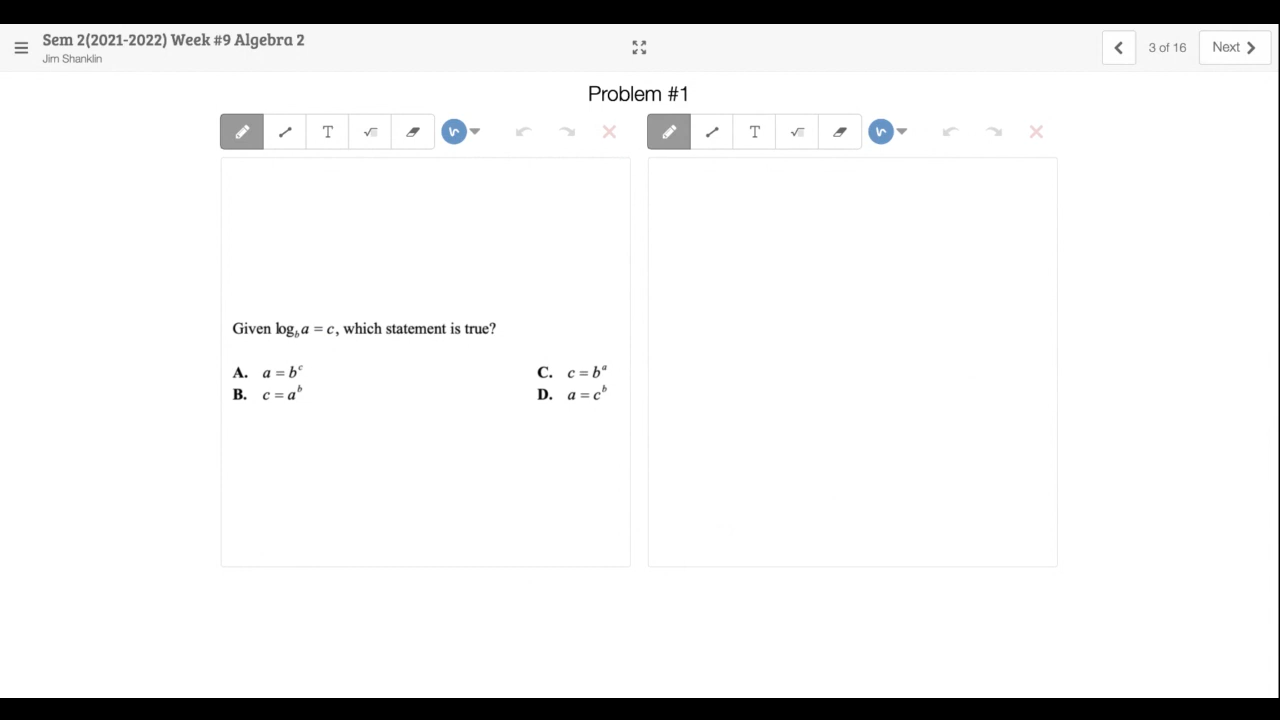 Sem 2(2021-2022) Week #9 Algebra 2
Jim Shanklin
3 of 16
Next
Problem #1
T
T
Given log_b a = c, which statement is true?
A. a = b^c
C. c = b^a
B. c = a^b
D. a = c^b